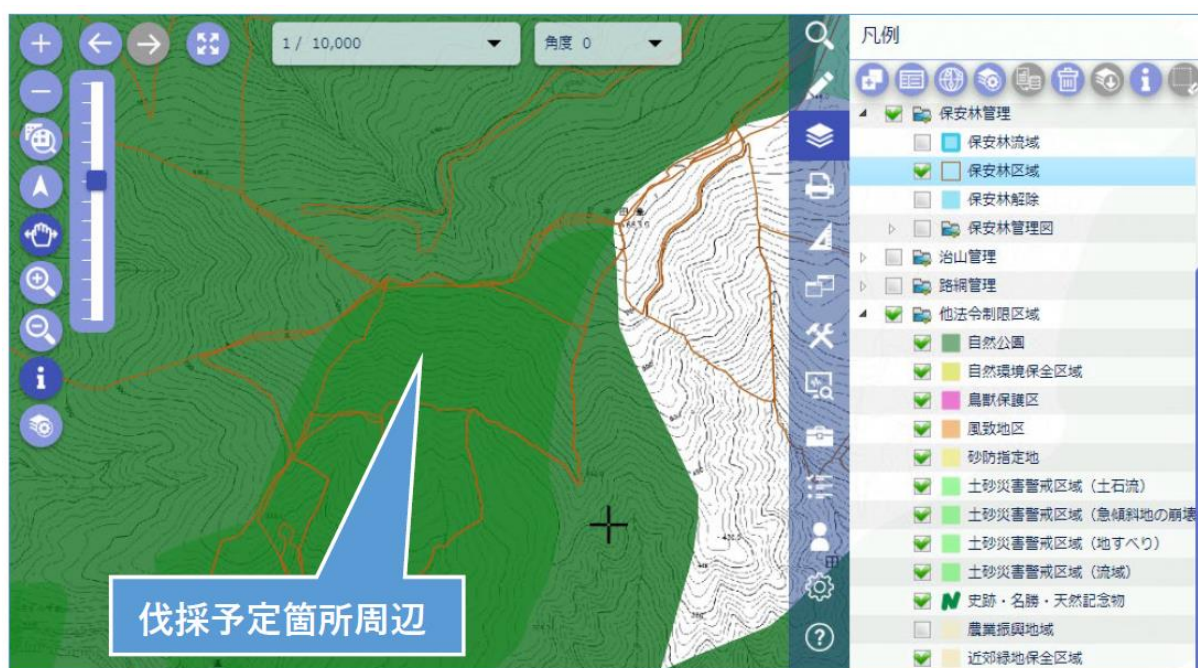 1 / 10,000
角度 0
凡例
保安林管理
保安林流域
保安林区域
保安林解除
保安林管理図
治山管理
路網管理
他法令制限区域
自然公園
自然環境保全区域
鳥獣保護区
風致地区
砂防指定地
土砂災害警戒区域（土石流）
土砂災害警戒区域（急傾斜地の崩壊
土砂災害警戒区域（地すべり）
土砂災害警戒区域（流域）
史跡・名勝・天然記念物
農業振興地域
近郊緑地保全区域
伐採予定箇所周辺